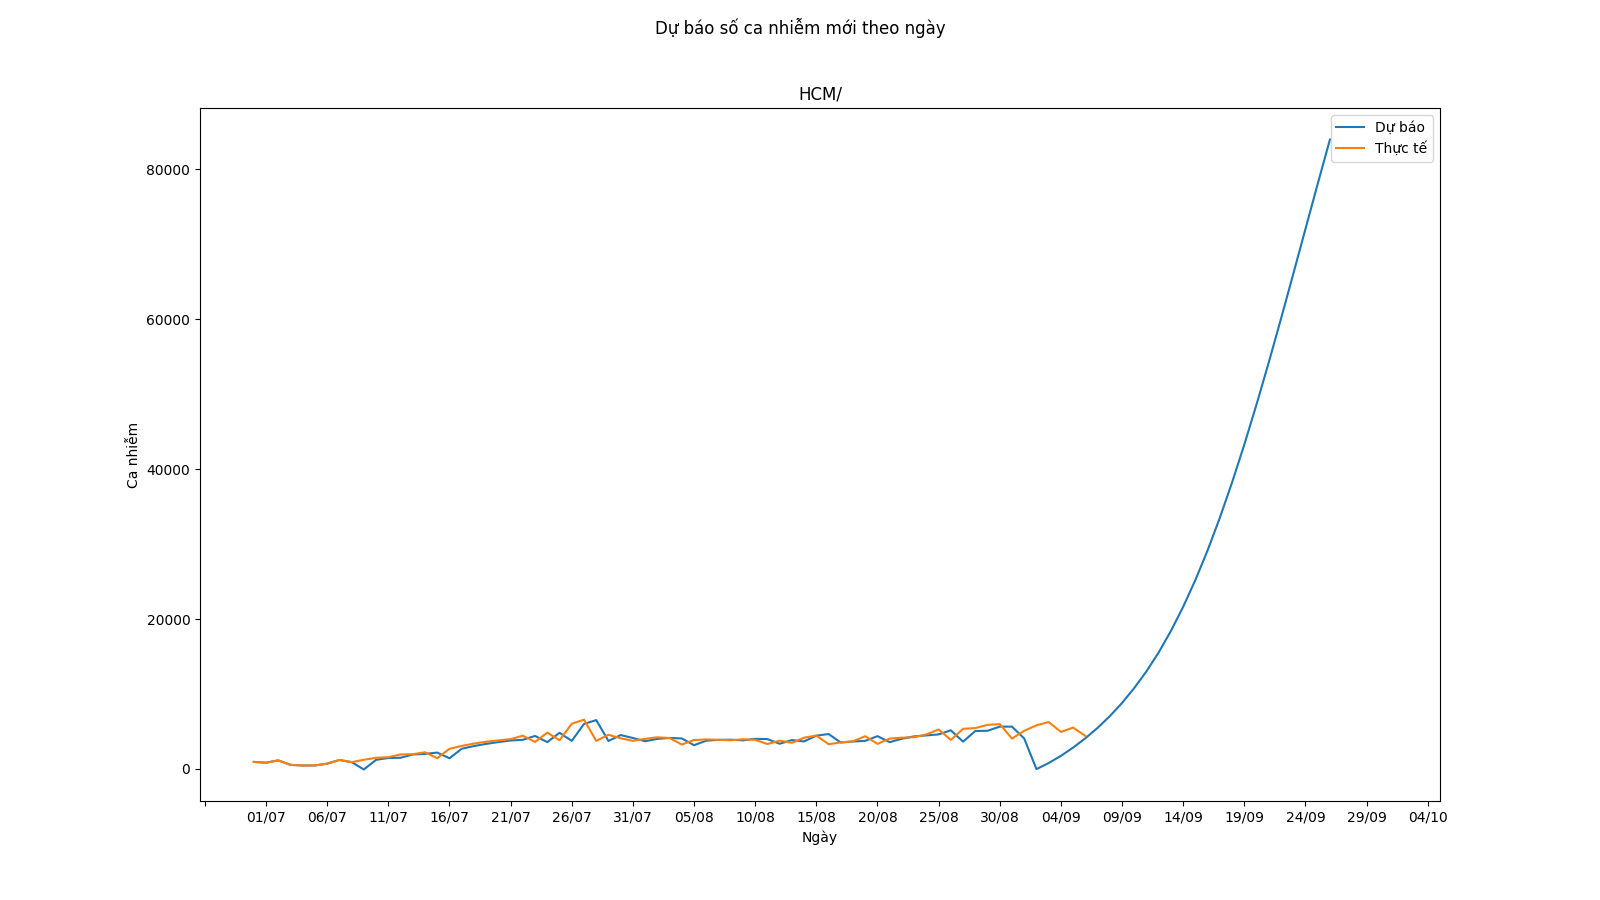 Dự báo số ca nhiễm mới theo ngày
HCM/
Dự báo
Thực tế
80000
60000
40000
20000
0
Ca nhiễm
01/07 06/07 11/07 16/07 21/07 26/07 31/07 05/08 10/08 15/08 20/08 25/08 30/08 04/09 09/09 14/09 19/09 24/09 29/09 04/10
Ngày